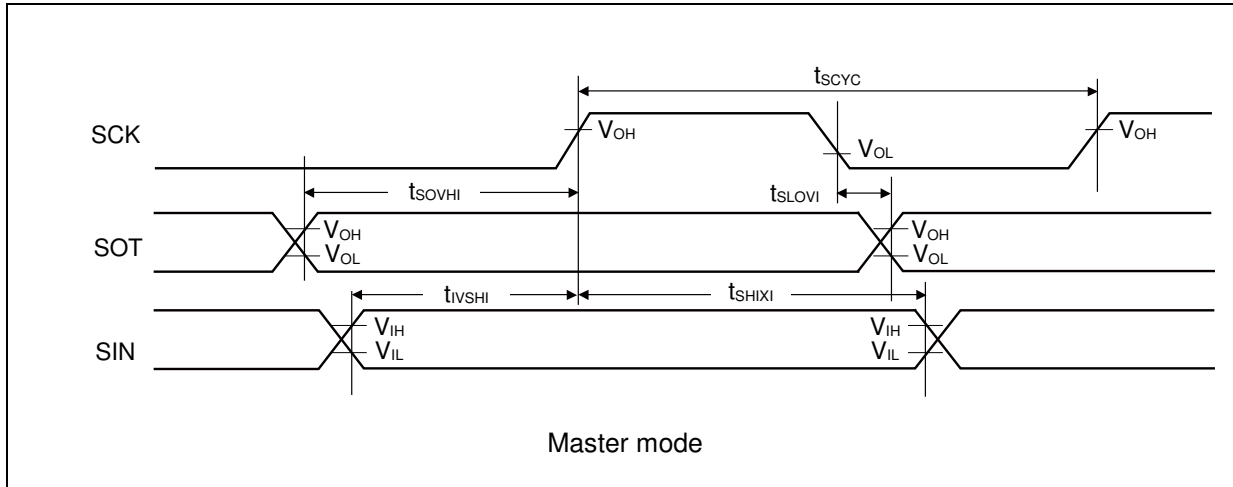 tSCYC
SCK
VOH
VOL
VOH
tSOVHI
tSLOVI
SOT
VOH
VOL
VOH
VOL
tIVSHI
tSHIXI
SIN
VIH
VIL
VIH
VIL
Master mode